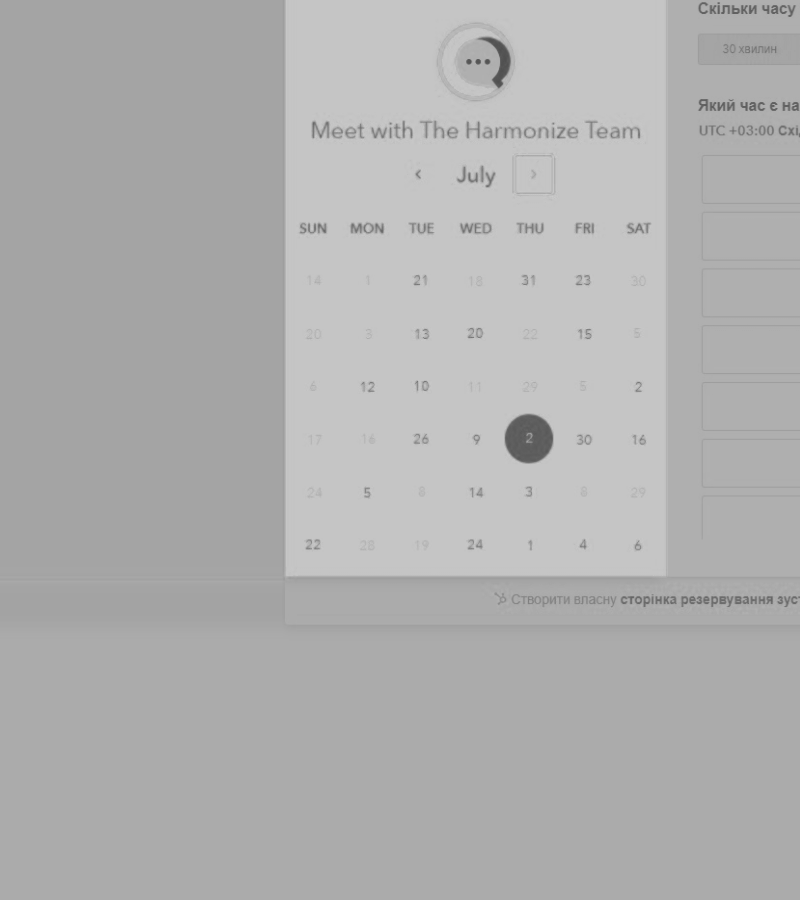 Скільки часу
30 хвилин
Meet with The Harmonize Team
Який час є на
UTC +03:00 Схі
July
SUN MON TUE WED THU FRI SAT
14 1 21 18 31 23 30
20 3 13 20 22 15 5
6 12 10 11 29 5 2
17 16 26 9 2 30 16
24 5 8 14 3 8 29
22 28 19 24 1 4 6
Створити власну сторінка резервування зуст